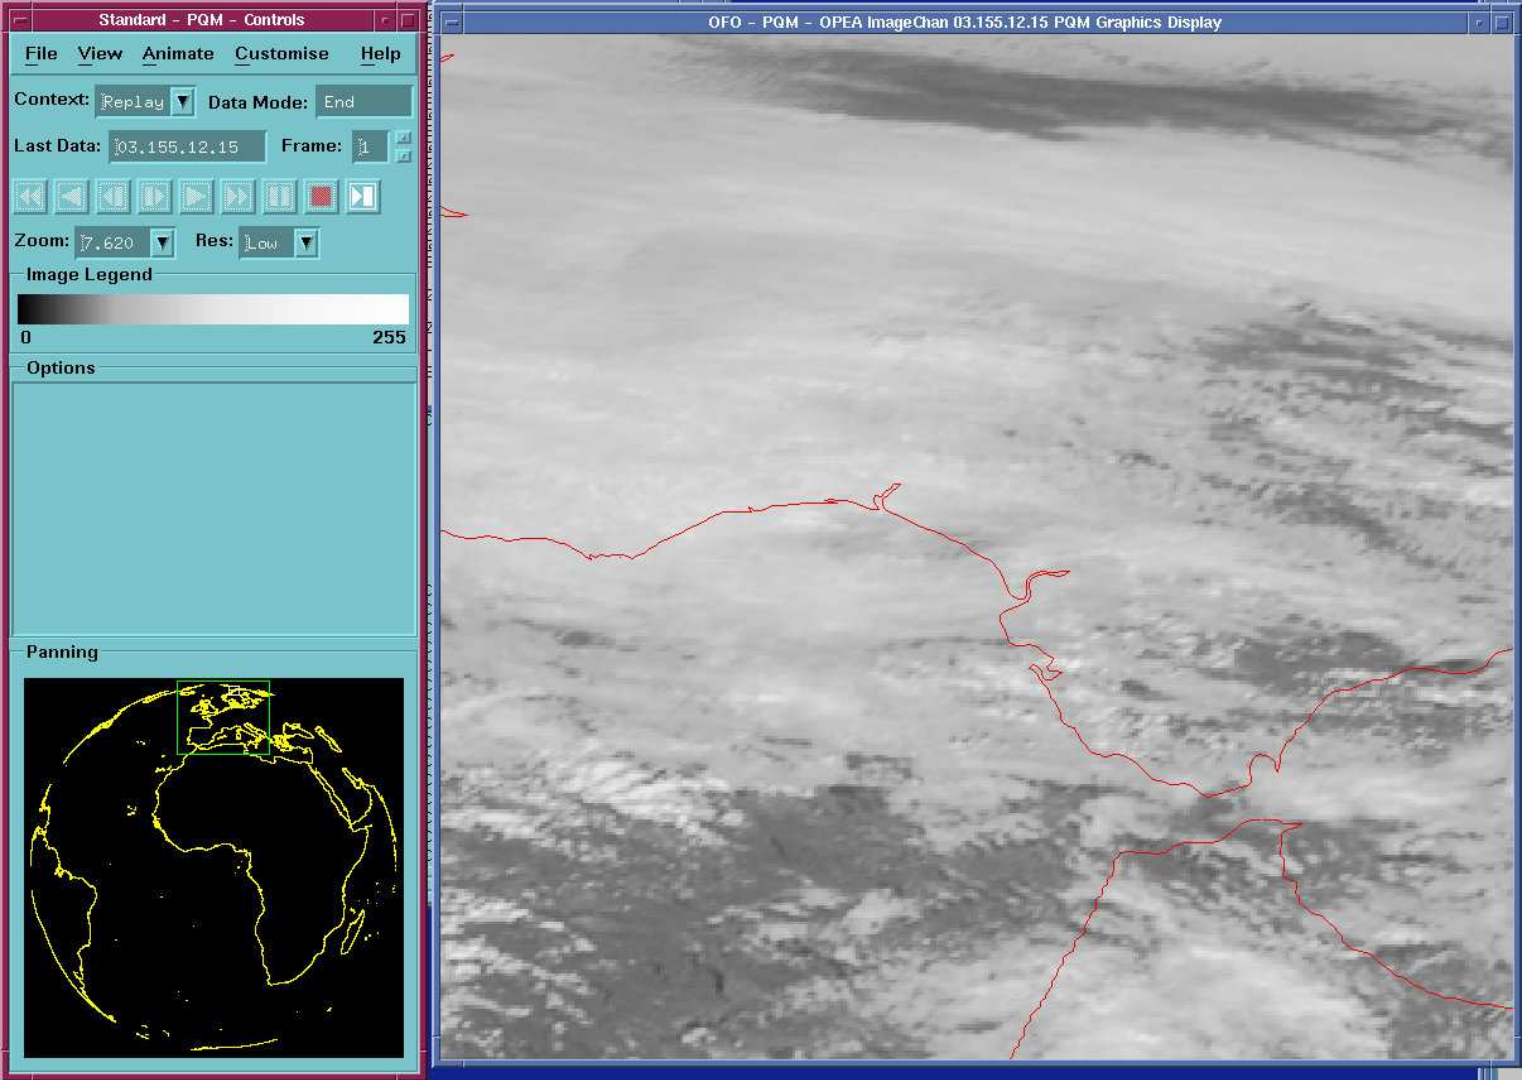 Standard - PQM - Controls
File View Animate Customise Help
Context: Replay Data Mode: End
Last Data: 03.155.12.15 Frame: 1
Zoom: 7.620 Res: Low
Image Legend
0 255
Options
Panning
OFO - PQM - OPEA ImageChan 03.155.12.15 PQM Graphics Display